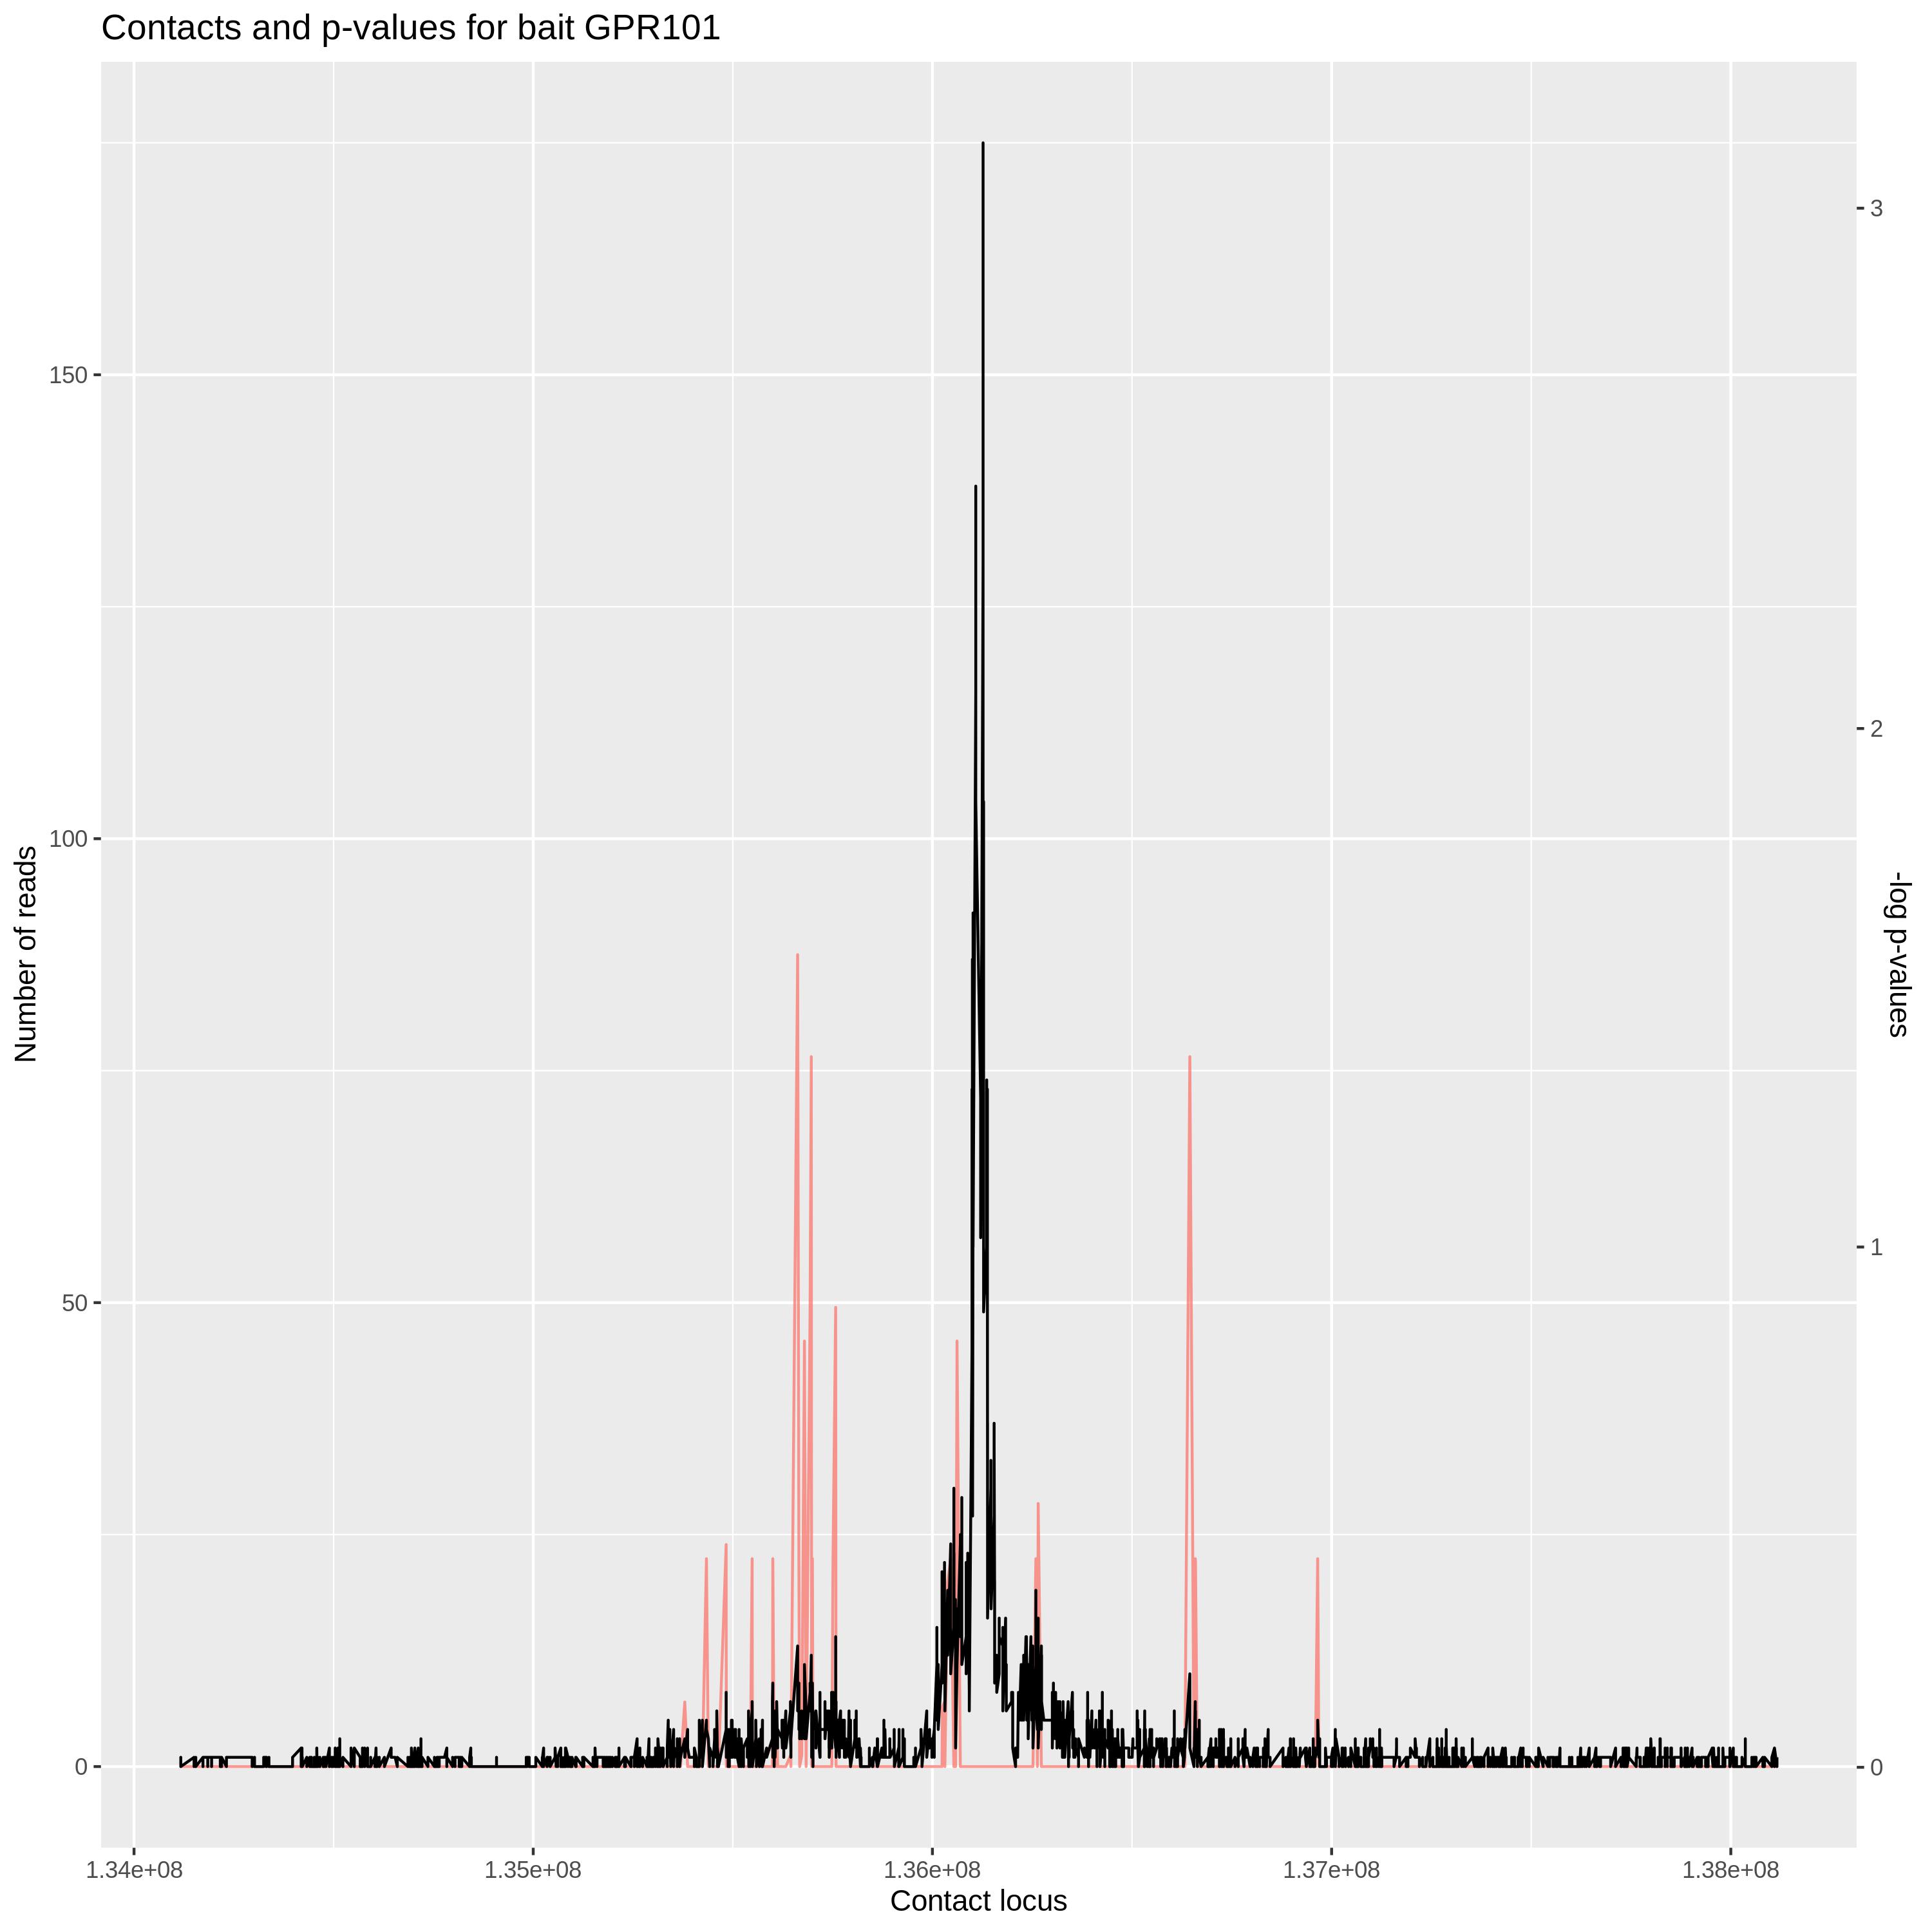 Contacts and p-values for bait GPR101
Number of reads
150
100
50
0
3
2
1
0
-log p-values
1.34e+08
1.35e+08
1.36e+08
1.37e+08
1.38e+08
Contact locus